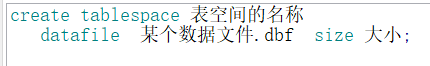 create tablespace 表空间的名称
datafile 某个数据文件.dbf size 大小;